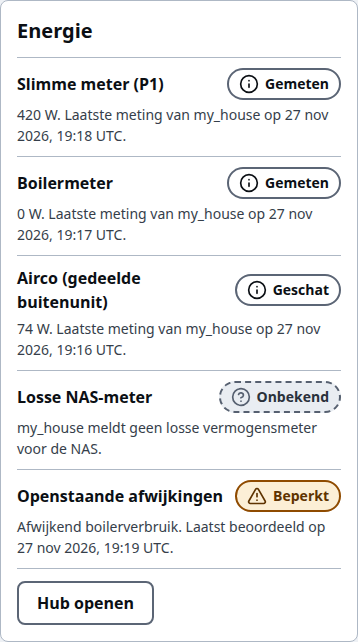 Energie
Slimme meter (P1)
Gemeten
420 W. Laatste meting van my_house op 27 nov
2026, 19:18 UTC.
Boilermeter
Gemeten
0 W. Laatste meting van my_house op 27 nov
2026, 19:17 UTC.
Airco (gedeelde
buitenunit)
Geschat
74 W. Laatste meting van my_house op 27 nov
2026, 19:16 UTC.
Losse NAS-meter
Onbekend
my_house meldt geen losse vermogensmeter
voor de NAS.
Openstaande afwijkingen
Beperkt
Afwijkend boilerverbruik. Laatst beoordeeld op
27 nov 2026, 19:19 UTC.
Hub openen